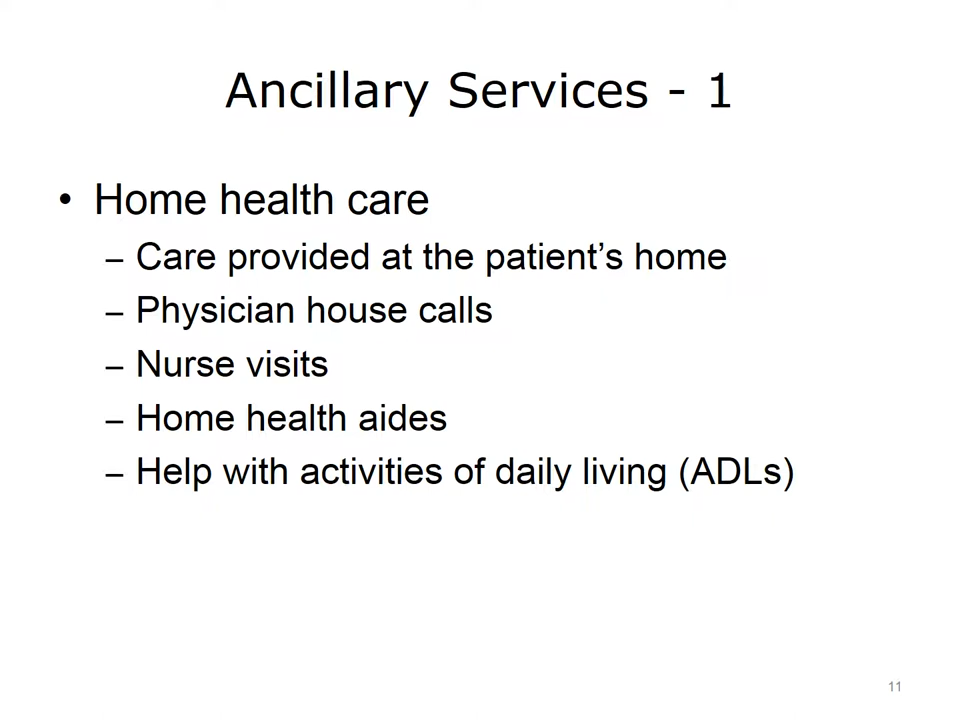 Ancillary Services - 1
• Home health care
– Care provided at the patient’s home
– Physician house calls
– Nurse visits
– Home health aides
– Help with activities of daily living (ADLs)
11